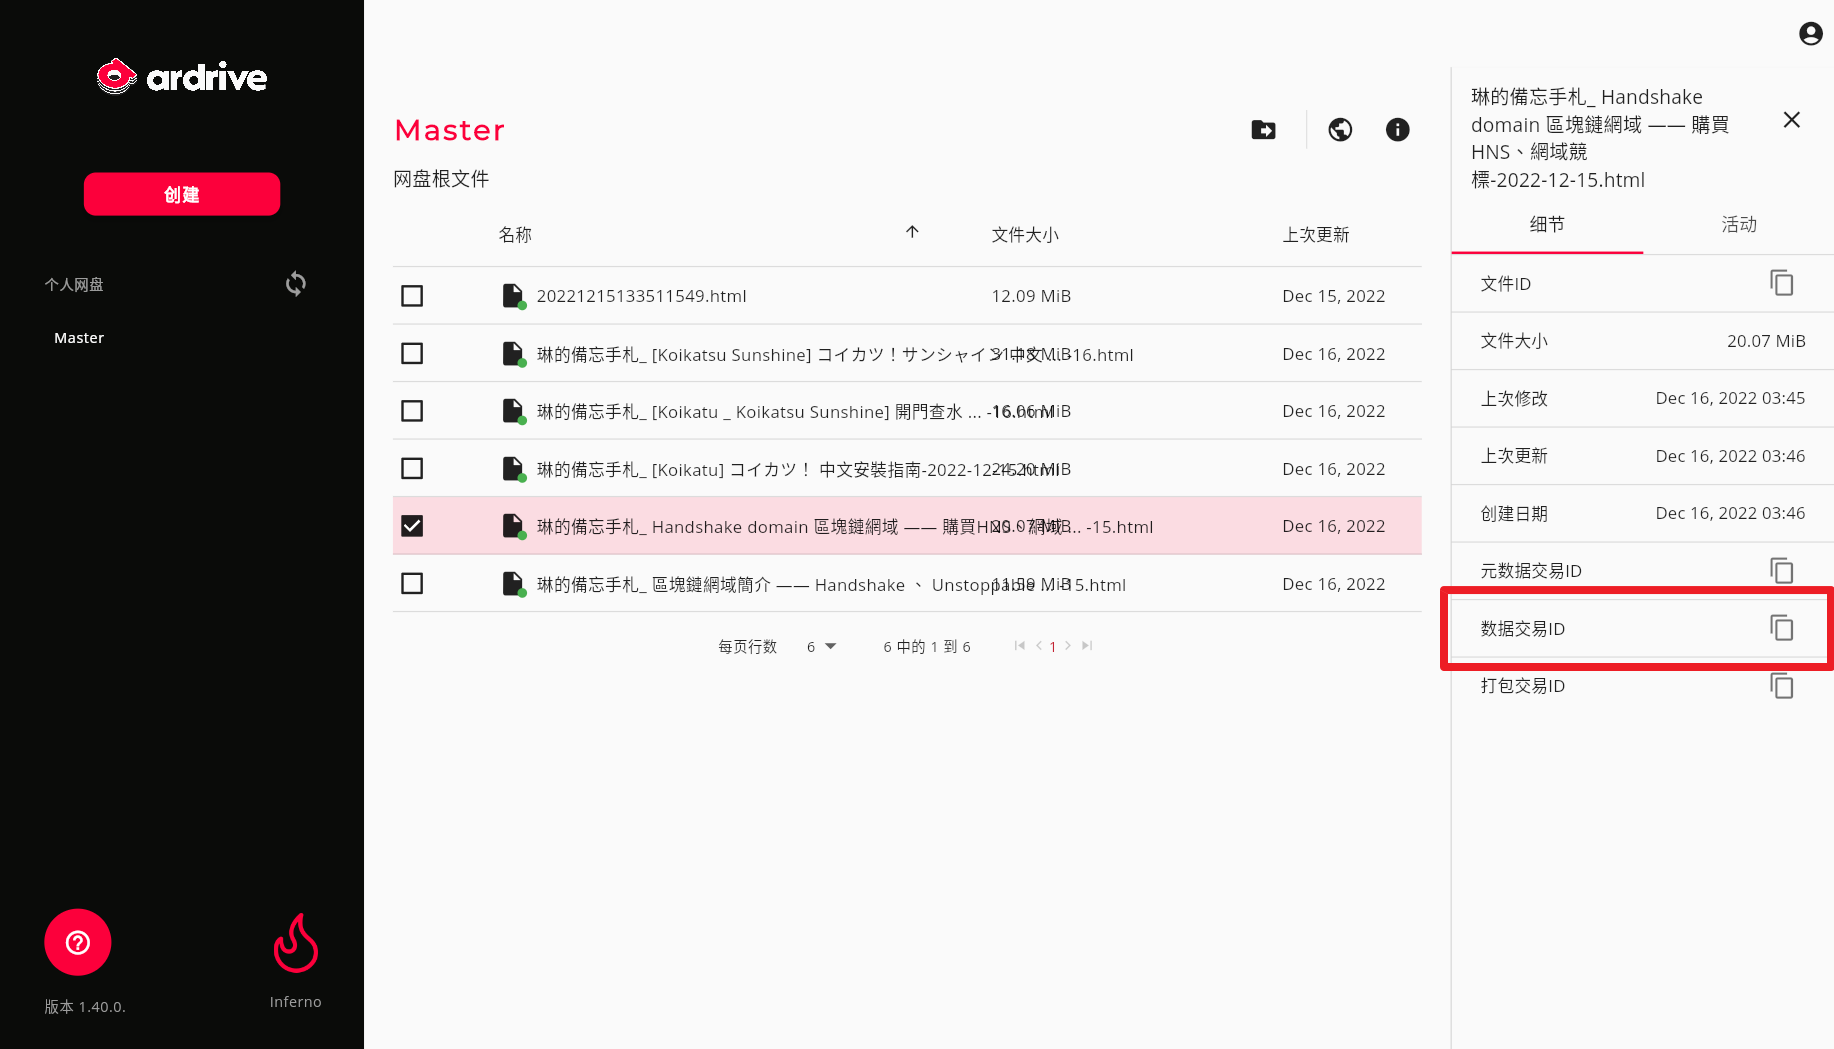 ardrive
创建
个人网盘
Master
版本 1.40.0.
Inferno
Master
网盘根文件
名称
文件大小
上次更新
20221215133511549.html
12.09 MiB
Dec 15, 2022
琳的備忘手札_ [Koikatsu Sunshine] コイカツ！サンシャイン 中文 ... -16.html
MiB
Dec 16, 2022
琳的備忘手札_ [Koikatu _ Koikatsu Sunshine] 開門查水 ... -16.html
16.06 MiB
Dec 16, 2022
琳的備忘手札_ [Koikatu] コイカツ！ 中文安裝指南-2022-12-15.html
24.20 MiB
Dec 16, 2022
琳的備忘手札_ Handshake domain 區塊鏈網域 —— 購買HNS、網域 ... -15.html
20.07 MiB
Dec 16, 2022
琳的備忘手札_ 區塊鏈網域簡介 —— Handshake 、 Unstoppable ... -15.html
11.59 MiB
Dec 16, 2022
每页行数
6
6 中的 1 到 6
1
琳的備忘手札_ Handshake
domain 區塊鏈網域 —— 購買
HNS、網域競
標-2022-12-15.html
细节
活动
文件ID
文件大小
20.07 MiB
上次修改
Dec 16, 2022 03:45
上次更新
Dec 16, 2022 03:46
创建日期
Dec 16, 2022 03:46
元数据交易ID
数据交易ID
打包交易ID